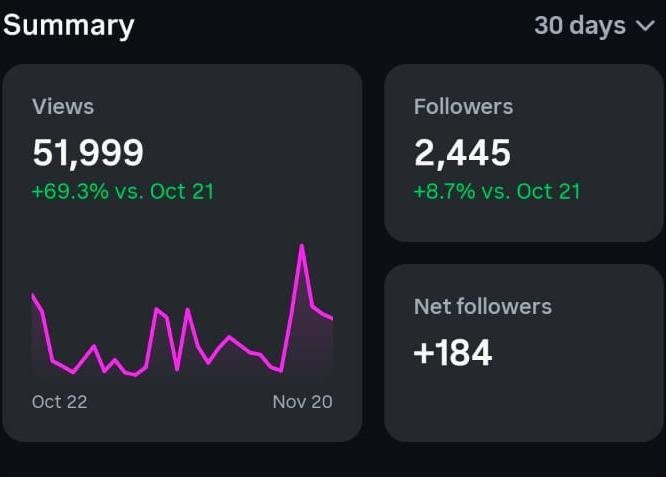 Summary
30 days
Views
51,999
+69.3% vs. Oct 21
Oct 22
Nov 20
Followers
2,445
+8.7% vs. Oct 21
Net followers
+184